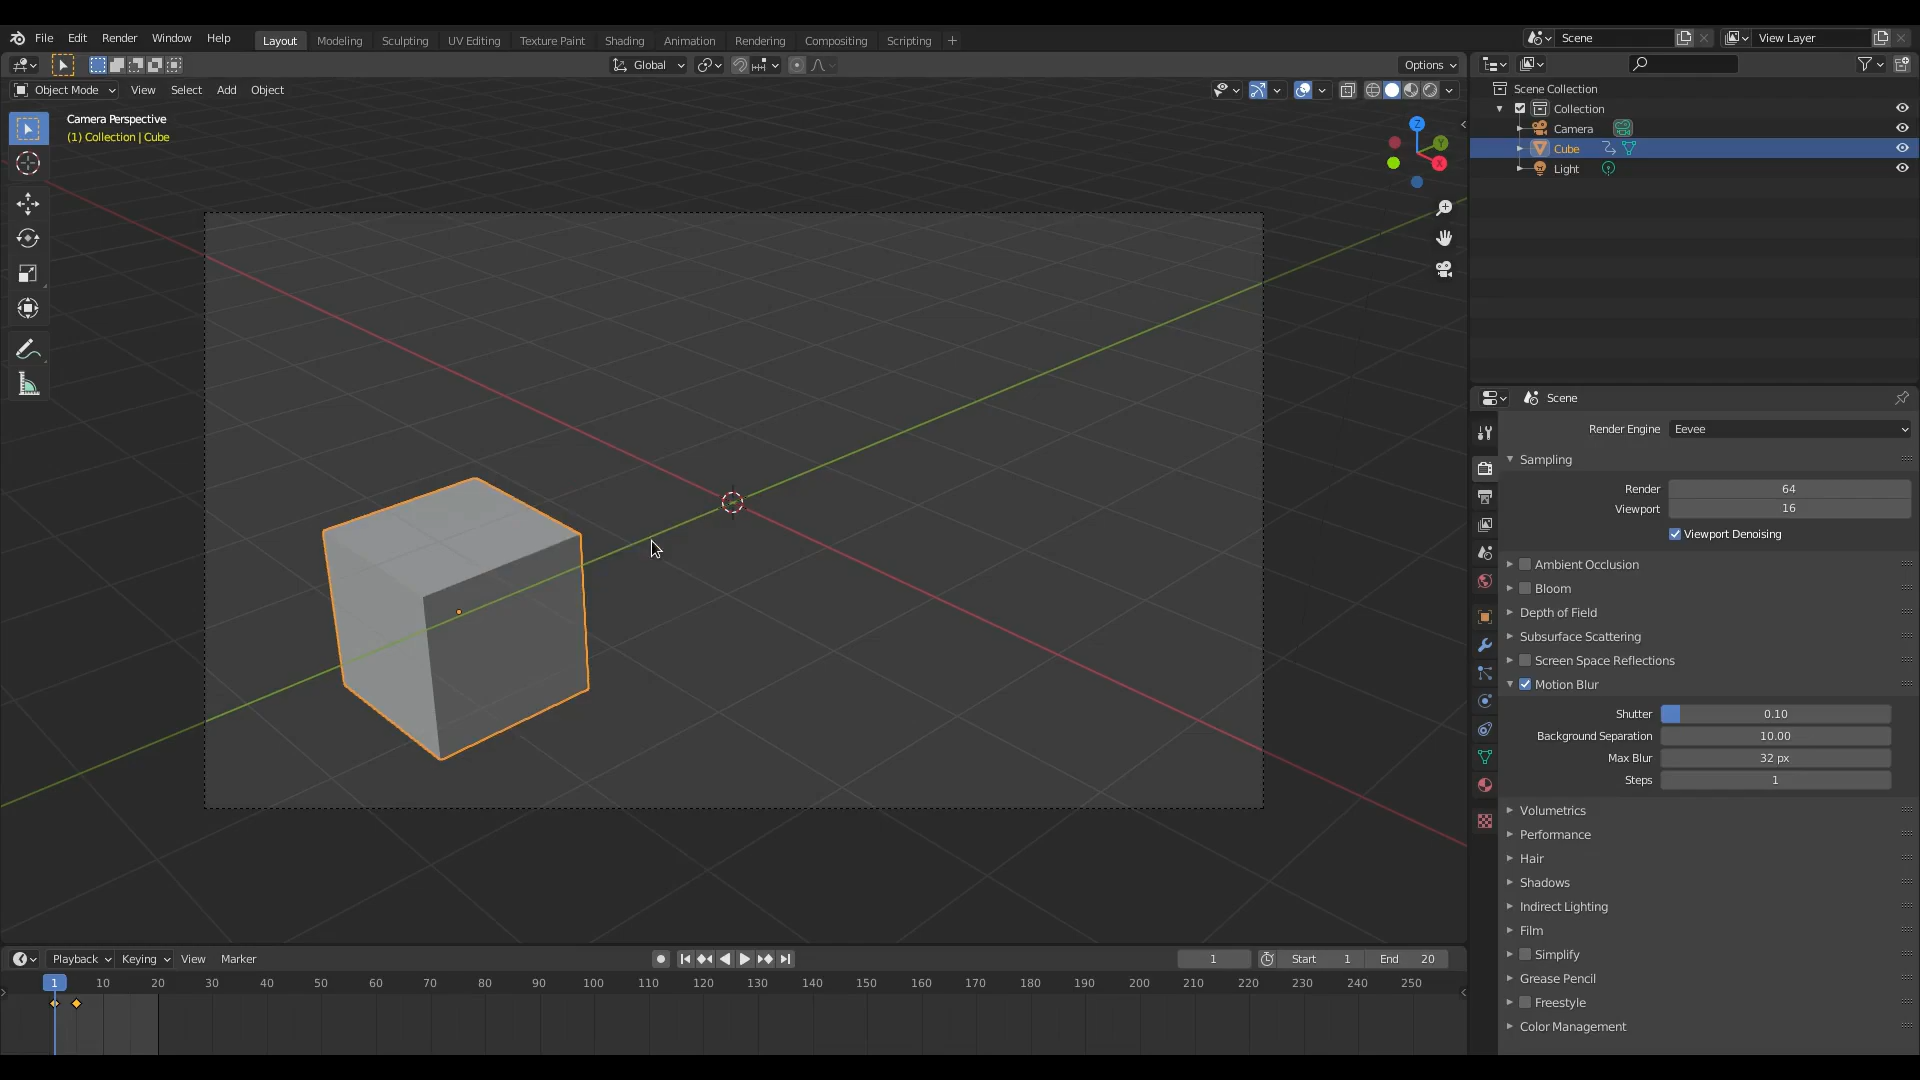 File Edit Render Window Help Layout Modeling Sculpting UV Editing Texture Paint Shading Animation Rendering Compositing Scripting + Scene View Layer
Global Options
Object Mode View Select Add Object
Camera Perspective
(1) Collection | Cube
Z
Y
X
Scene Collection
Collection
Camera
Cube
Light
Scene
Render Engine Eevee
Sampling
Render 64
Viewport 16
Viewport Denoising
Ambient Occlusion
Bloom
Depth of Field
Subsurface Scattering
Screen Space Reflections
Motion Blur
Shutter 0.10
Background Separation 10.00
Max Blur 32 px
Steps 1
Volumetrics
Performance
Hair
Shadows
Indirect Lighting
Film
Simplify
Grease Pencil
Freestyle
Color Management
Playback Keying View Marker 1 Start 1 End 20
1 10 20 30 40 50 60 70 80 90 100 110 120 130 140 150 160 170 180 190 200 210 220 230 240 250